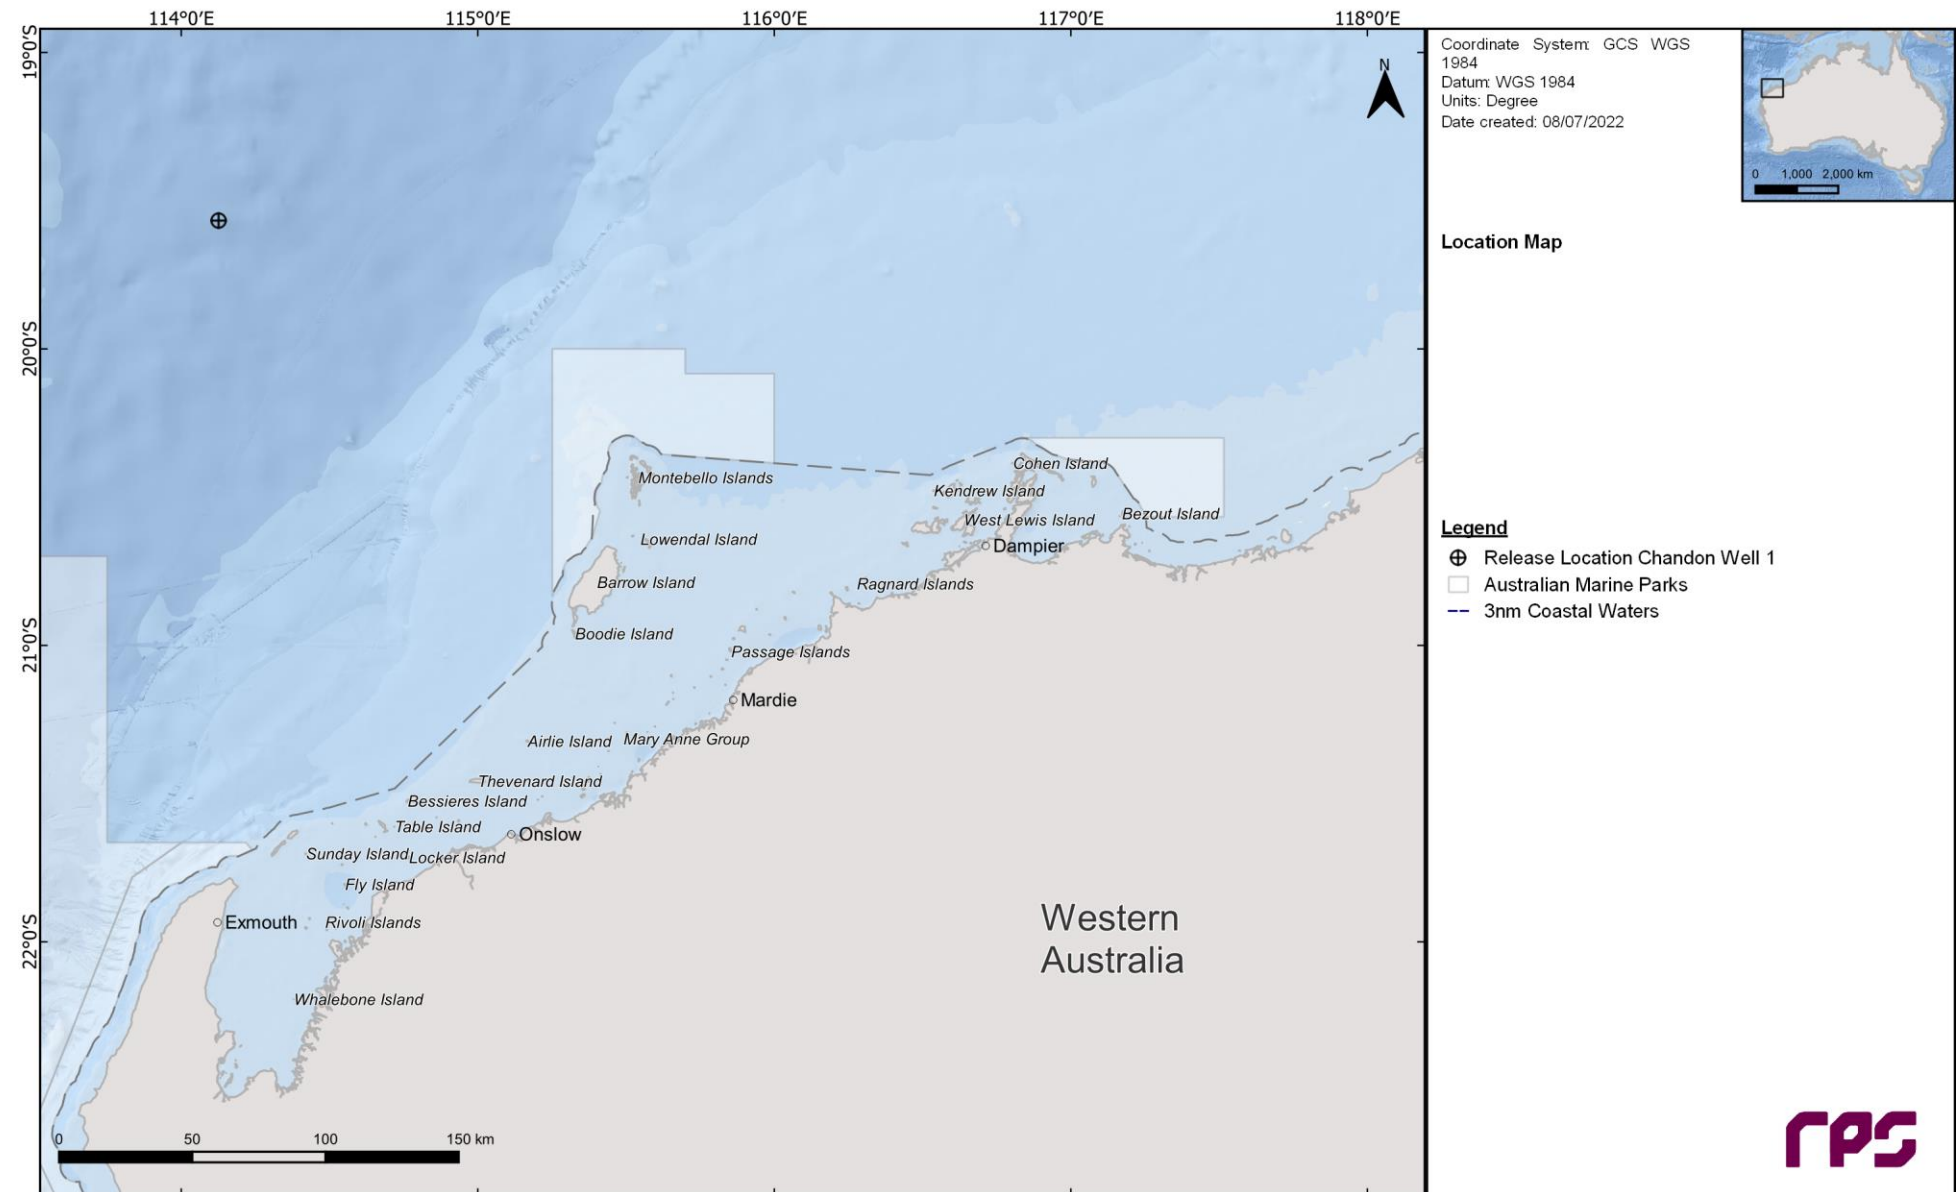 114°0'E 115°0'E 116°0'E 117°0'E 118°0'E
19°0'S
20°0'S
21°0'S
22°0'S
N
Montebello Islands
Lowendal Island
Barrow Island
Boodie Island
Cohen Island
Kendrew Island
West Lewis Island
Bezout Island
Dampier
Ragnard Islands
Passage Islands
Mardie
Airlie Island
Mary Anne Group
Thevenard Island
Bessieres Island
Table Island
Onslow
Sunday Island
Locker Island
Fly Island
Exmouth
Rivoli Islands
Whalebone Island
Western
Australia
0 50 100 150 km
Coordinate System: GCS WGS
1984
Datum: WGS 1984
Units: Degree
Date created: 08/07/2022
0 1,000 2,000 km
Location Map
Legend
Release Location Chandon Well 1
Australian Marine Parks
3nm Coastal Waters
rps